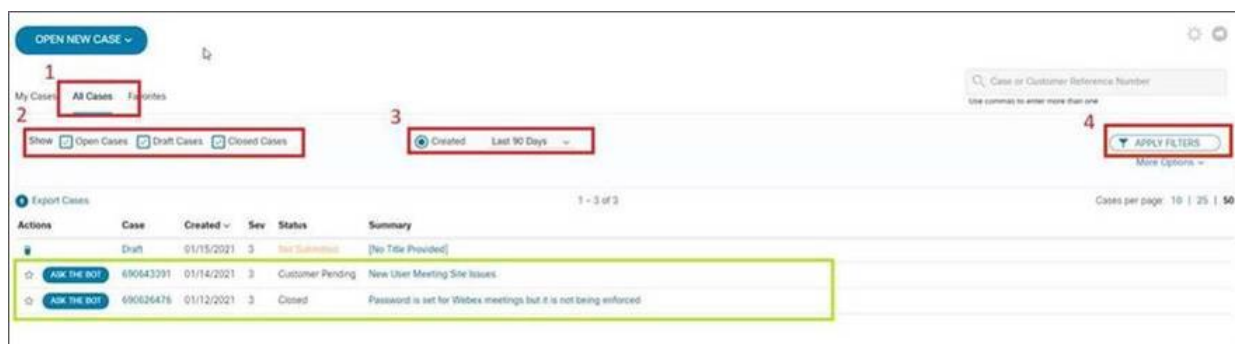 OPEN NEW CASE
1
My Cases All Cases Favorites
Case or Customer Reference Number
Use commas to enter more than one
2
3
4
Show Open Cases Draft Cases Closed Cases
Created Last 90 Days
APPLY FILTERS
More Options
Export Cases
1 - 3 of 3
Cases per page: 10 | 25 | 50
Actions Case Created Sev Status Summary
Draft 01/15/2021 3 Not Submitted [No Title Provided]
ASK THE BOT 690643391 01/14/2021 3 Customer Pending New User Meeting Site Issues
ASK THE BOT 690626476 01/12/2021 3 Closed Password is set for Webex meetings but it is not being enforced